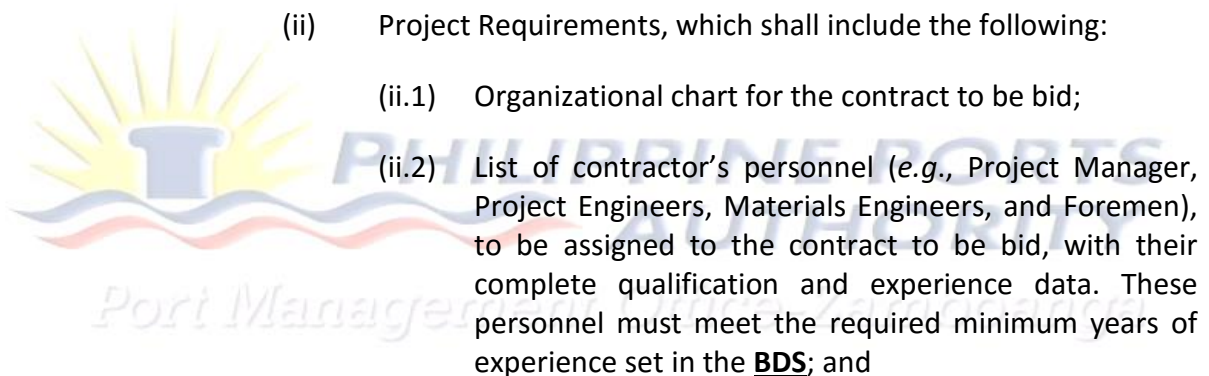 (ii) Project Requirements, which shall include the following:
(ii.1) Organizational chart for the contract to be bid;
PHILIPPINE PORTS
(ii.2) List of contractor's personnel (e.g., Project Manager,
Project Engineers, Materials Engineers, and Foremen),
AUTHORITY
to be assigned to the contract to be bid, with their
complete qualification and experience data. These
Port Management Office-Zamboanga
personnel must meet the required minimum years of
experience set in the BDS; and